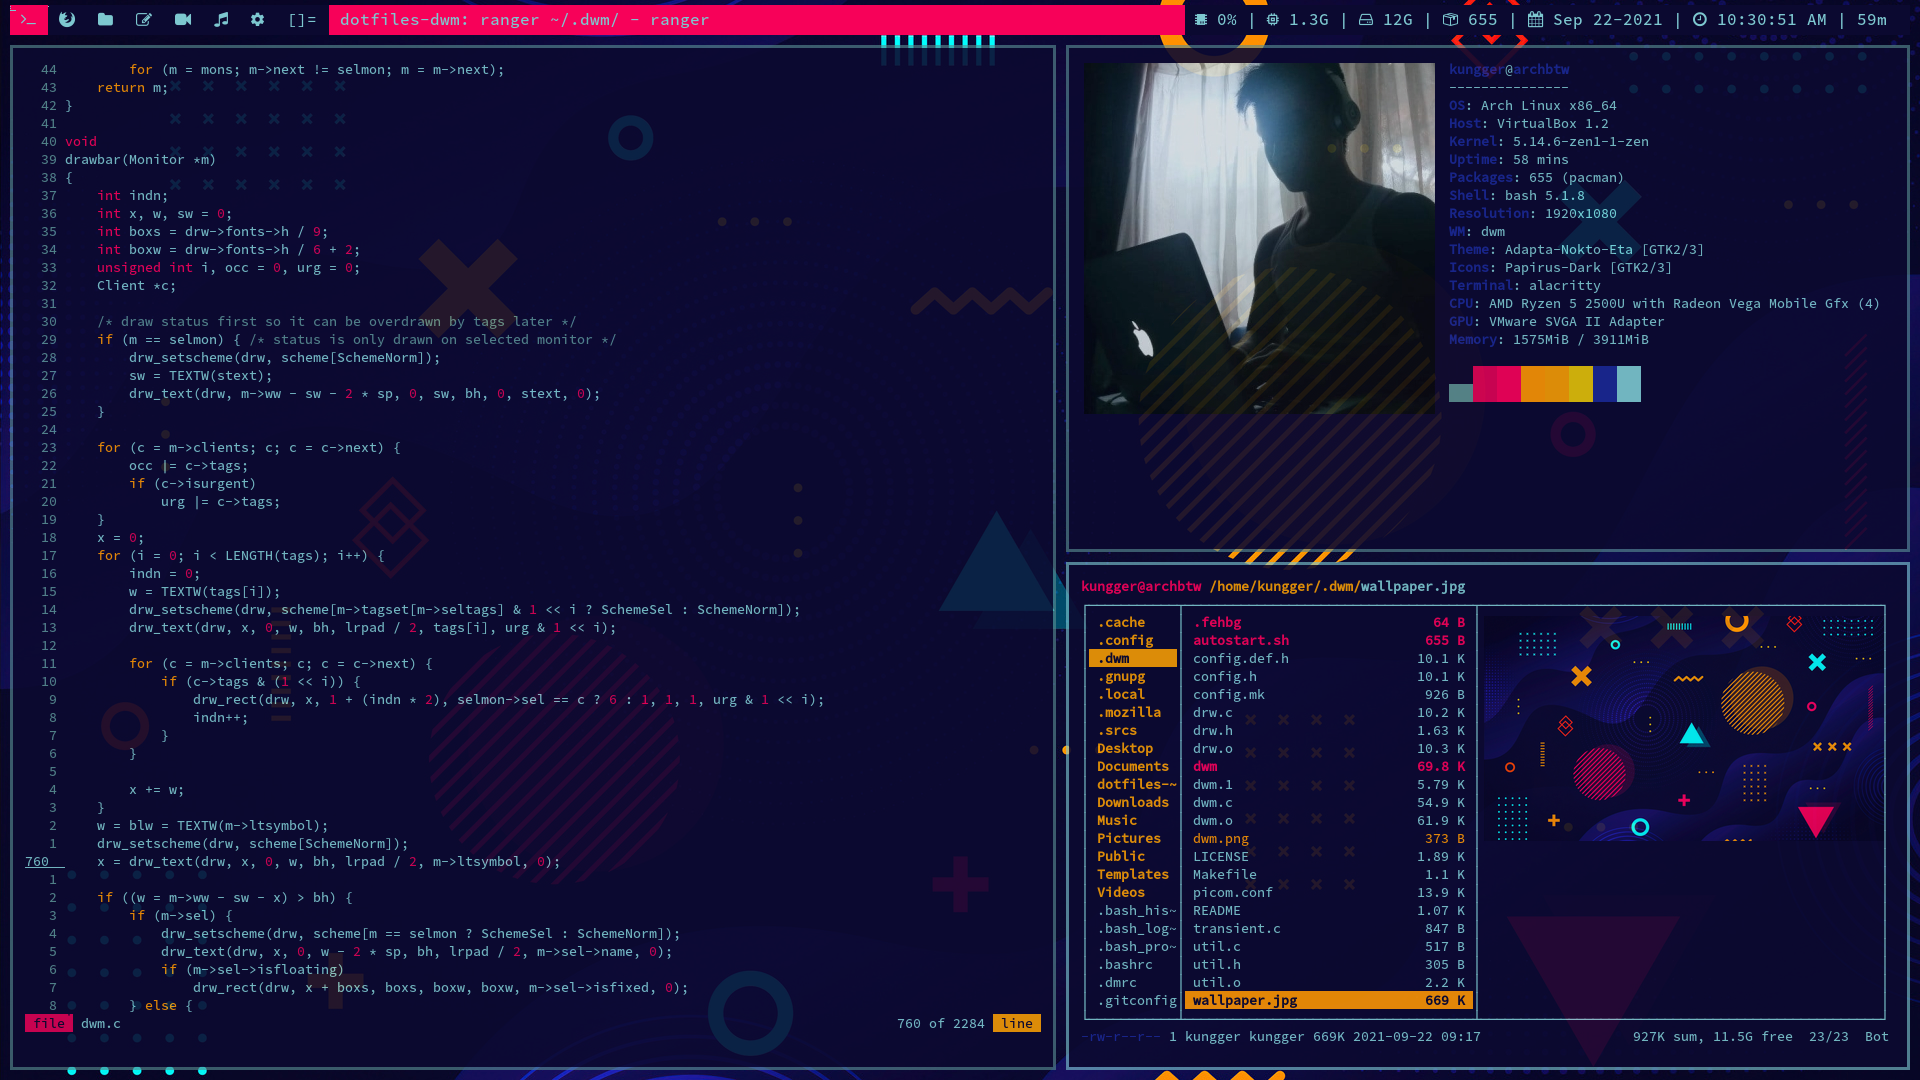 >_ []= dotfiles-dwm: ranger ~/.dwm/ - ranger 0% | 1.3G | 12G | 655 | Sep 22-2021 | 10:30:51 AM | 59m
44         for (m = mons; m->next != selmon; m = m->next);
43     return m;
42 }
41
40 void
39 drawbar(Monitor *m)
38 {
37     int indn;
36     int x, w, sw = 0;
35     int boxs = drw->fonts->h / 9;
34     int boxw = drw->fonts->h / 6 + 2;
33     unsigned int i, occ = 0, urg = 0;
32     Client *c;
31
30     /* draw status first so it can be overdrawn by tags later */
29     if (m == selmon) { /* status is only drawn on selected monitor */
28         drw_setscheme(drw, scheme[SchemeNorm]);
27         sw = TEXTW(stext);
26         drw_text(drw, m->ww - sw - 2 * sp, 0, sw, bh, 0, stext, 0);
25     }
24
23     for (c = m->clients; c; c = c->next) {
22         occ |= c->tags;
21         if (c->isurgent)
20             urg |= c->tags;
19     }
18     x = 0;
17     for (i = 0; i < LENGTH(tags); i++) {
16         indn = 0;
15         w = TEXTW(tags[i]);
14         drw_setscheme(drw, scheme[m->tagset[m->seltags] & 1 << i ? SchemeSel : SchemeNorm]);
13         drw_text(drw, x, 0, w, bh, lrpad / 2, tags[i], urg & 1 << i);
12
11         for (c = m->clients; c; c = c->next) {
10             if (c->tags & (1 << i)) {
9                 drw_rect(drw, x, 1 + (indn * 2), selmon->sel == c ? 6 : 1, 1, 1, urg & 1 << i);
8                 indn++;
7             }
6         }
5
4         x += w;
3     }
2     w = blw = TEXTW(m->ltsymbol);
1     drw_setscheme(drw, scheme[SchemeNorm]);
760     x = drw_text(drw, x, 0, w, bh, lrpad / 2, m->ltsymbol, 0);
1
2     if ((w = m->ww - sw - x) > bh) {
3         if (m->sel) {
4             drw_setscheme(drw, scheme[m == selmon ? SchemeSel : SchemeNorm]);
5             drw_text(drw, x, 0, w - 2 * sp, bh, lrpad / 2, m->sel->name, 0);
6             if (m->sel->isfloating)
7                 drw_rect(drw, x + boxs, boxs, boxw, boxw, m->sel->isfixed, 0);
8         } else {
file dwm.c 760 of 2284 line
kungger@archbtw
---------------
OS: Arch Linux x86_64
Host: VirtualBox 1.2
Kernel: 5.14.6-zen1-1-zen
Uptime: 58 mins
Packages: 655 (pacman)
Shell: bash 5.1.8
Resolution: 1920x1080
WM: dwm
Theme: Adapta-Nokto-Eta [GTK2/3]
Icons: Papirus-Dark [GTK2/3]
Terminal: alacritty
CPU: AMD Ryzen 5 2500U with Radeon Vega Mobile Gfx (4)
GPU: VMware SVGA II Adapter
Memory: 1575MiB / 3911MiB
kungger@archbtw /home/kungger/.dwm/wallpaper.jpg
.cache .fehbg 64 B
.config autostart.sh 655 B
.dwm config.def.h 10.1 K
.gnupg config.h 10.1 K
.local config.mk 926 B
.mozilla drw.c 10.2 K
.srcs drw.h 1.63 K
Desktop drw.o 10.3 K
Documents dwm 69.8 K
dotfiles-~ dwm.1 5.79 K
Downloads dwm.c 54.9 K
Music dwm.o 61.9 K
Pictures dwm.png 373 B
Public LICENSE 1.89 K
Templates Makefile 1.1 K
Videos picom.conf 13.9 K
.bash_his~ README 1.07 K
.bash_log~ transient.c 847 B
.bash_pro~ util.c 517 B
.bashrc util.h 305 B
.dmrc util.o 2.2 K
.gitconfig wallpaper.jpg 669 K
-rw-r--r-- 1 kungger kungger 669K 2021-09-22 09:17 927K sum, 11.5G free 23/23 Bot